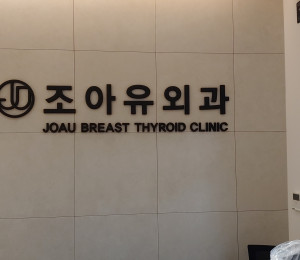 조아유외과
JOAU BREAST THYROID CLINIC